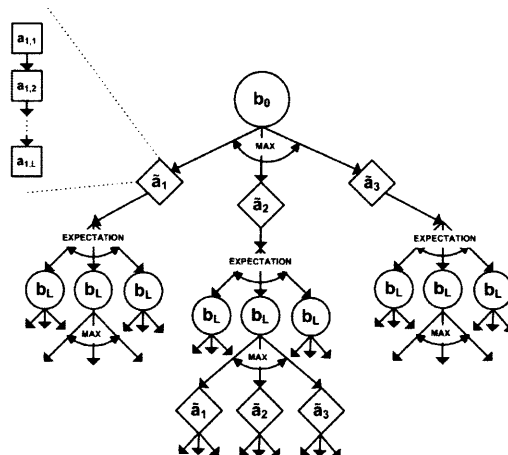 a1,1
a1,2
a1,L
b0
MAX
ã1
ã2
ã3
EXPECTATION
EXPECTATION
EXPECTATION
bL bL bL
bL bL bL
bL bL bL
MAX
MAX
MAX
ã1 ã2 ã3